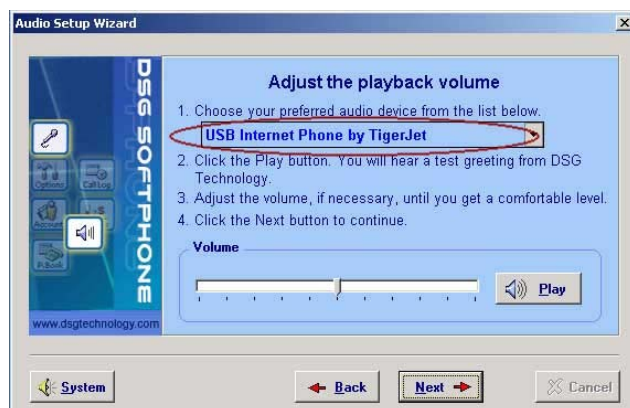 Audio Setup Wizard
DSG SOFTPHONE
Options
Call Log
Account
P-Book
www.dsgtechnology.com
Adjust the playback volume
1. Choose your preferred audio device from the list below.
USB Internet Phone by TigerJet
2. Click the Play button. You will hear a test greeting from DSG
Technology.
3. Adjust the volume, if necessary, until you get a comfortable level.
4. Click the Next button to continue.
Volume
Play
System
Back
Next
Cancel